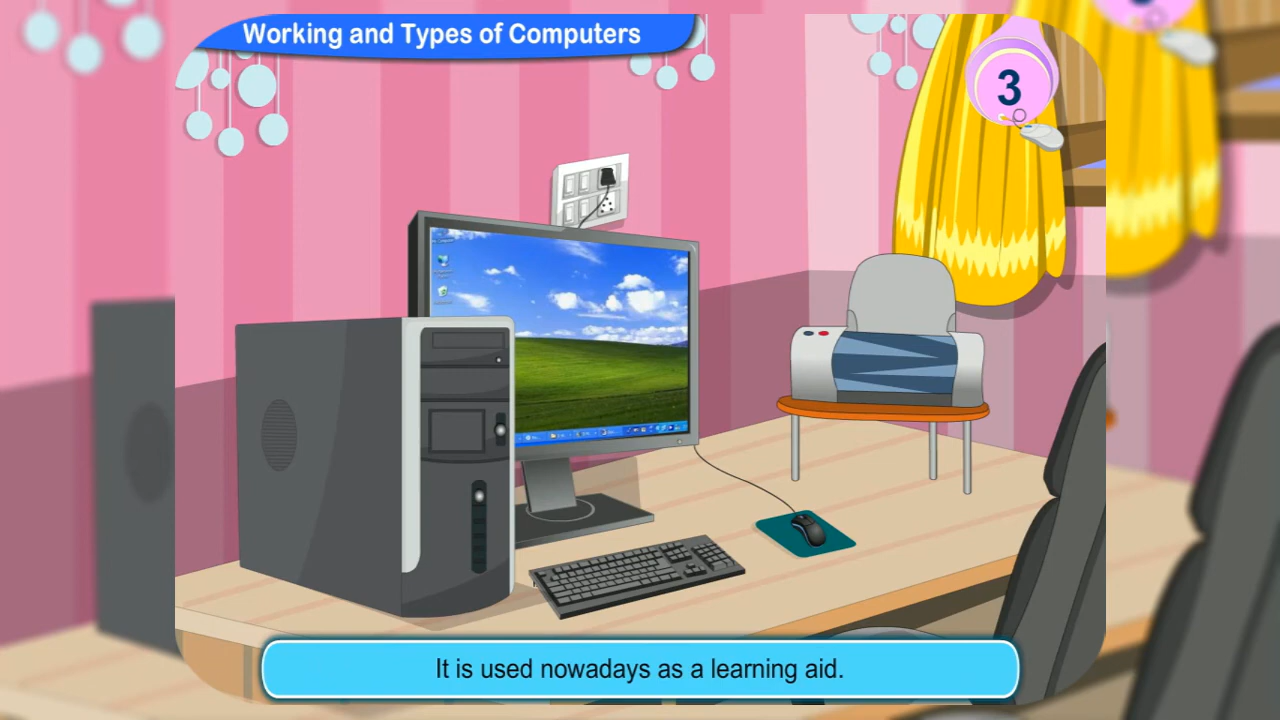 Working and Types of Computers
3
It is used nowadays as a learning aid.